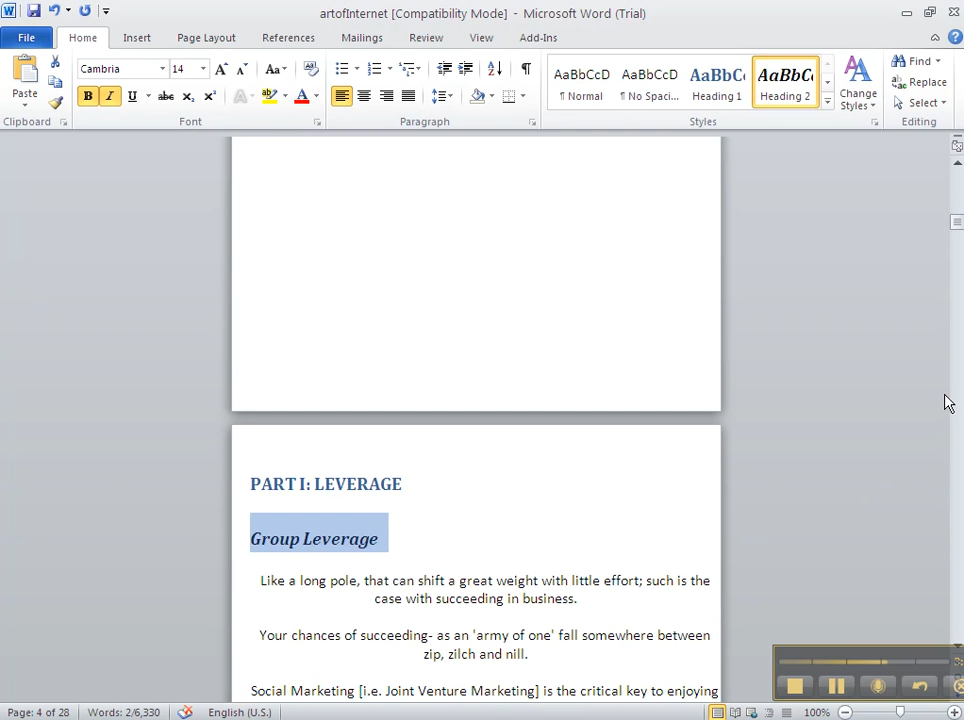 artofInternet [Compatibility Mode] - Microsoft Word (Trial)
File Home Insert Page Layout References Mailings Review View Add-Ins
Cambria 14 Aa
AaBbCcD AaBbCcD AaBbCc AaBbCc
Paste
¶ Normal ¶ No Spaci... Heading 1 Heading 2
Change Styles
Find
Replace
Select
Clipboard Font Paragraph Styles Editing
PART I: LEVERAGE
Group Leverage
Like a long pole, that can shift a great weight with little effort; such is the
case with succeeding in business.
Your chances of succeeding- as an 'army of one' fall somewhere between
zip, zilch and nill.
Social Marketing [i.e. Joint Venture Marketing] is the critical key to enjoying
Page: 4 of 28 Words: 2/6,330 English (U.S.) 100%